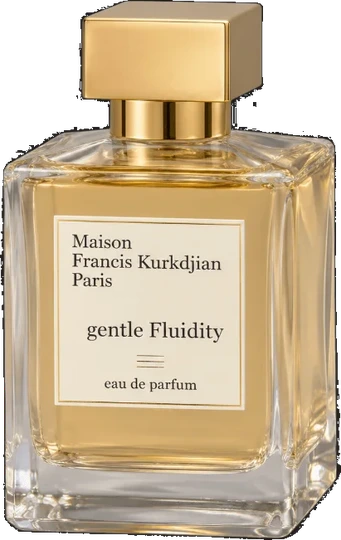 Maison
Francis Kurkdjian
Paris
gentle Fluidity
eau de parfum